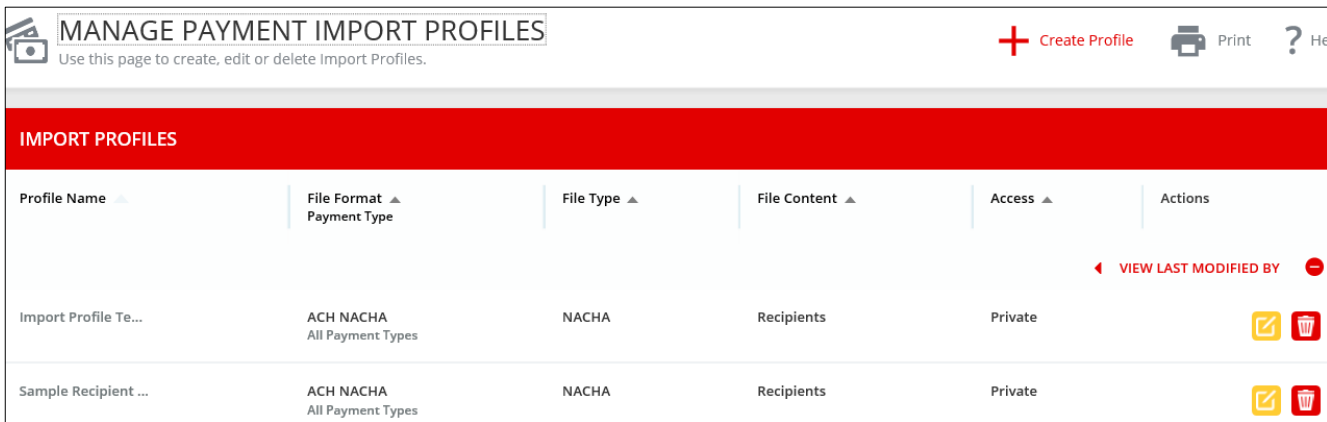 MANAGE PAYMENT IMPORT PROFILES
Use this page to create, edit or delete Import Profiles.
Create Profile
Print
? He
IMPORT PROFILES
Profile Name File Format File Type File Content Access Actions
Payment Type
VIEW LAST MODIFIED BY
Import Profile Te... ACH NACHA NACHA Recipients Private
All Payment Types
Sample Recipient ... ACH NACHA NACHA Recipients Private
All Payment Types